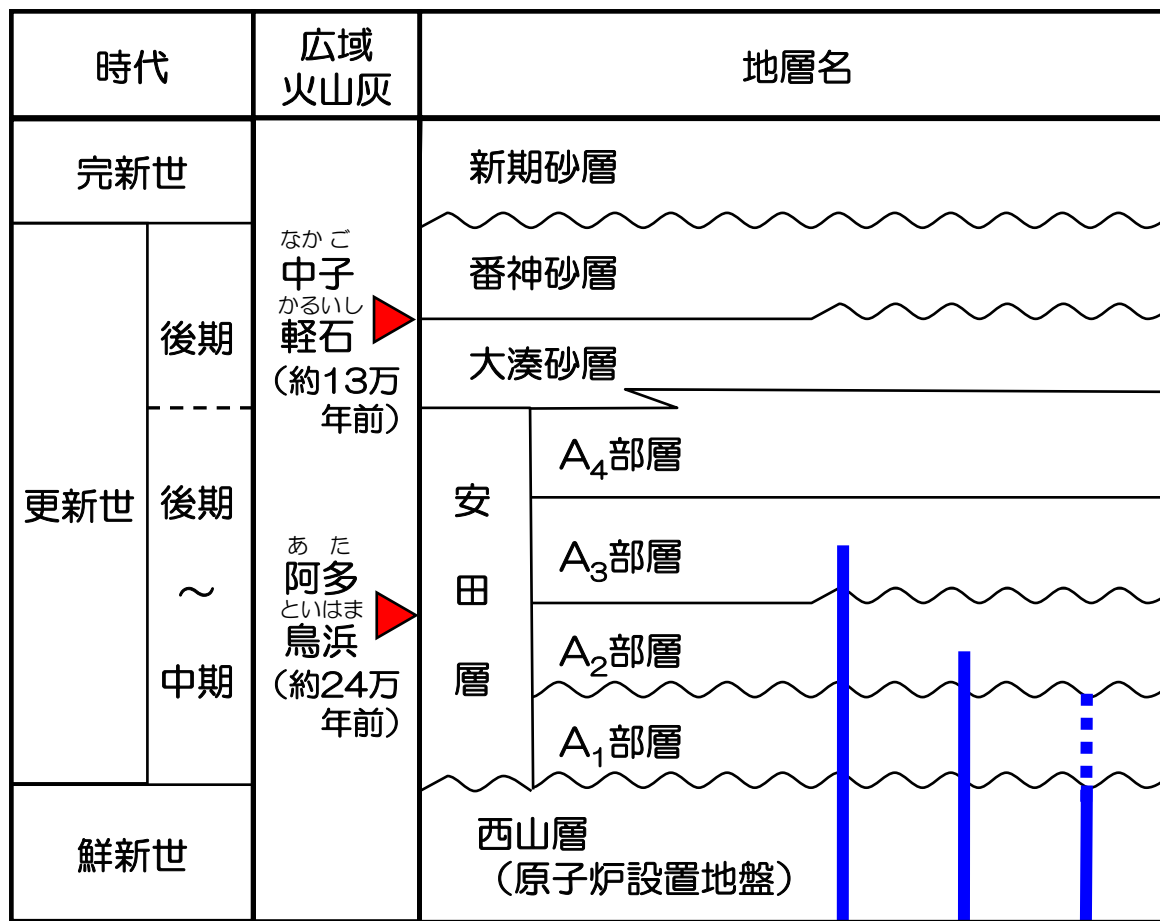 時代
広域
火山灰
地層名
完新世
新期砂層
なかご
中子
かるいし
軽石
(約13万
年前)
番神砂層
後期
大湊砂層
更新世
後期
～
中期
あた
阿多
といはま
鳥浜
(約24万
年前)
安
田
層
A₄部層
A₃部層
A₂部層
A₁部層
鮮新世
西山層
(原子炉設置地盤)